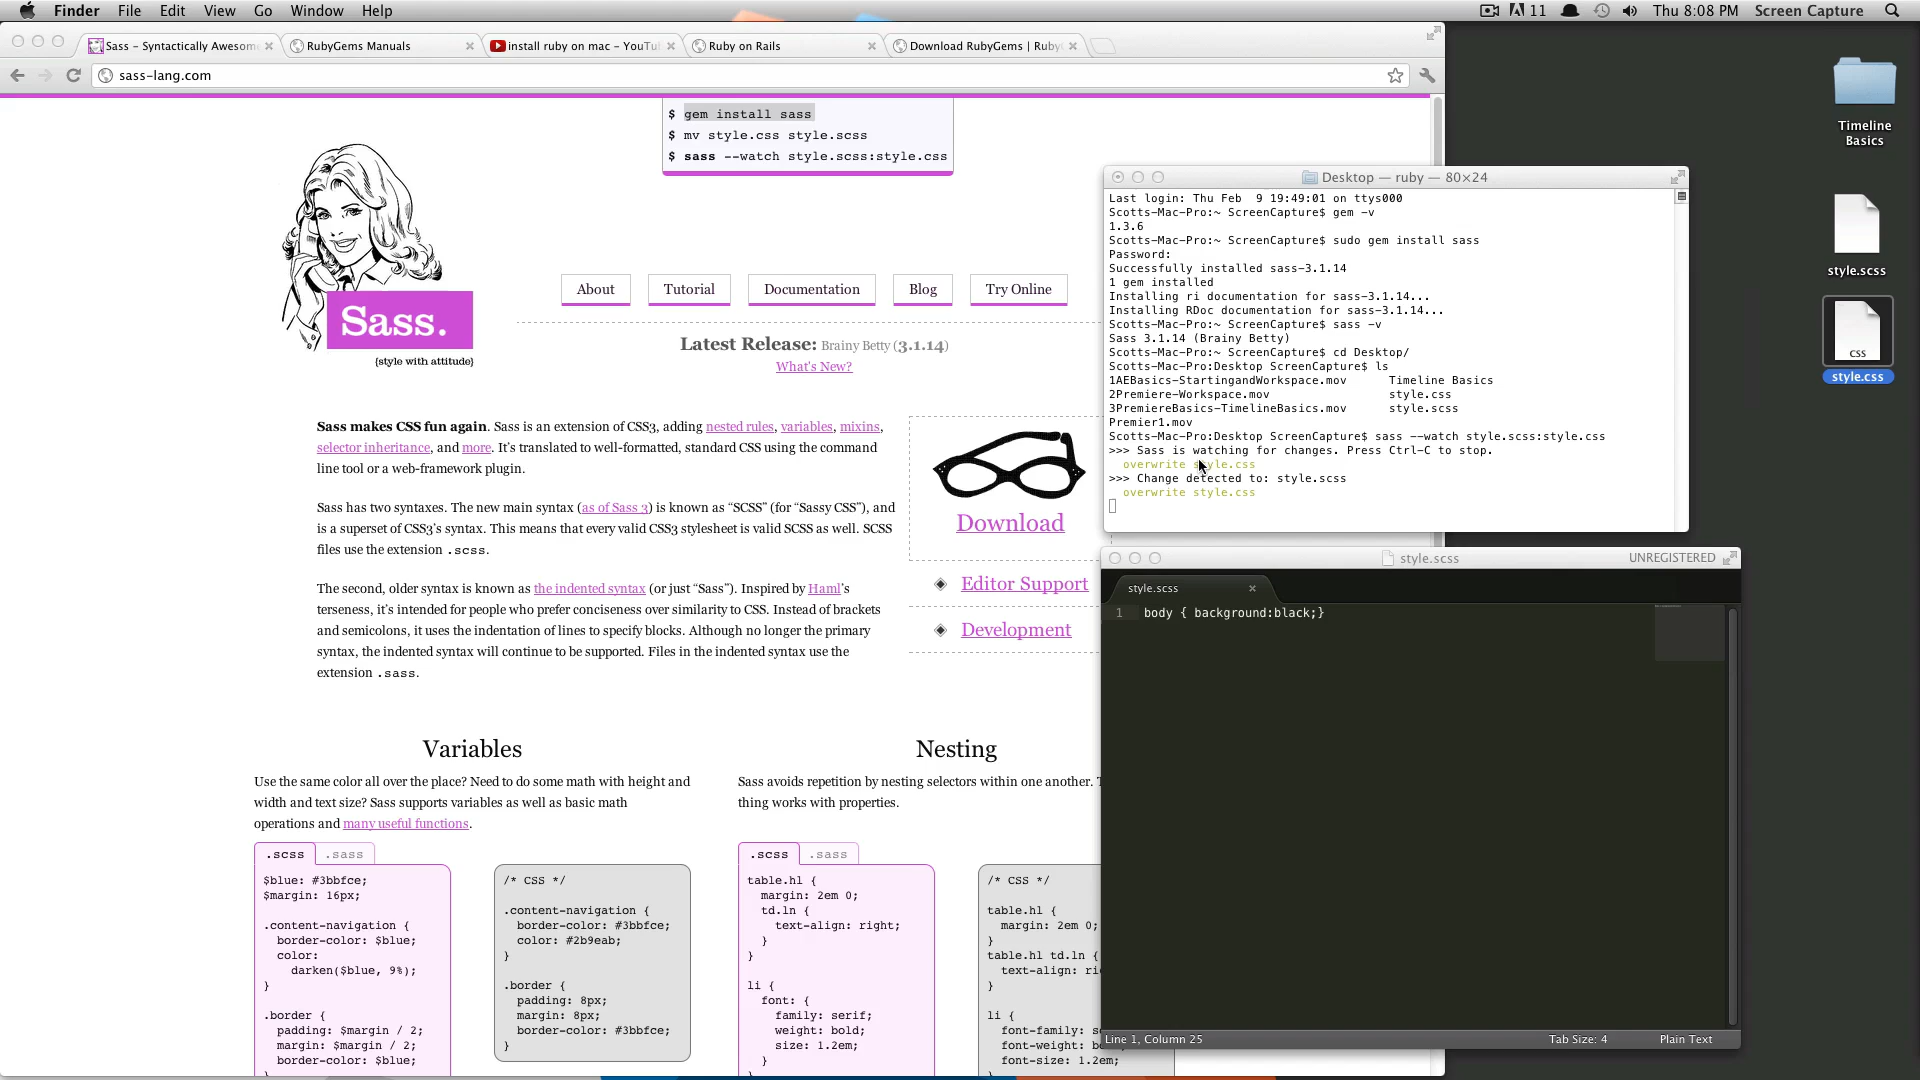 Finder File Edit View Go Window Help
11 Thu 8:08 PM Screen Capture
Sass - Syntactically Awesom
RubyGems Manuals
install ruby on mac - YouTu
Ruby on Rails
Download RubyGems | Ruby
sass-lang.com
$ gem install sass
$ mv style.css style.scss
$ sass --watch style.scss:style.css
Sass.
{style with attitude}
About
Tutorial
Documentation
Blog
Try Online
Latest Release: Brainy Betty (3.1.14)
What's New?
Sass makes CSS fun again. Sass is an extension of CSS3, adding nested rules, variables, mixins,
selector inheritance, and more. It's translated to well-formatted, standard CSS using the command
line tool or a web-framework plugin.
Sass has two syntaxes. The new main syntax (as of Sass 3) is known as “SCSS” (for “Sassy CSS”), and
is a superset of CSS3's syntax. This means that every valid CSS3 stylesheet is valid SCSS as well. SCSS
files use the extension .scss.
The second, older syntax is known as the indented syntax (or just “Sass”). Inspired by Haml's
terseness, it's intended for people who prefer conciseness over similarity to CSS. Instead of brackets
and semicolons, it uses the indentation of lines to specify blocks. Although no longer the primary
syntax, the indented syntax will continue to be supported. Files in the indented syntax use the
extension .sass.
Download
Editor Support
Development
Variables
Use the same color all over the place? Need to do some math with height and
width and text size? Sass supports variables as well as basic math
operations and many useful functions.
.scss .sass
$blue: #3bbfce;
$margin: 16px;
.content-navigation {
border-color: $blue;
color:
darken($blue, 9%);
}
.border {
padding: $margin / 2;
margin: $margin / 2;
border-color: $blue;
/* CSS */
.content-navigation {
border-color: #3bbfce;
color: #2b9eab;
}
.border {
padding: 8px;
margin: 8px;
border-color: #3bbfce;
}
Nesting
Sass avoids repetition by nesting selectors within one another. T
thing works with properties.
.scss .sass
table.hl {
margin: 2em 0;
td.ln {
text-align: right;
}
}
li {
font: {
family: serif;
weight: bold;
size: 1.2em;
}
/* CSS */
table.hl {
margin: 2em 0;
}
table.hl td.ln {
text-align: ri
}
li {
font-family: s
font-weight: b
font-size: 1.2em;
Desktop — ruby — 80×24
Last login: Thu Feb  9 19:49:01 on ttys000
Scotts-Mac-Pro:~ ScreenCapture$ gem -v
1.3.6
Scotts-Mac-Pro:~ ScreenCapture$ sudo gem install sass
Password:
Successfully installed sass-3.1.14
1 gem installed
Installing ri documentation for sass-3.1.14...
Installing RDoc documentation for sass-3.1.14...
Scotts-Mac-Pro:~ ScreenCapture$ sass -v
Sass 3.1.14 (Brainy Betty)
Scotts-Mac-Pro:~ ScreenCapture$ cd Desktop/
Scotts-Mac-Pro:Desktop ScreenCapture$ ls
1AEBasics-StartingandWorkspace.mov Timeline Basics
2Premiere-Workspace.mov style.css
3PremiereBasics-TimelineBasics.mov style.scss
Premier1.mov
Scotts-Mac-Pro:Desktop ScreenCapture$ sass --watch style.scss:style.css
>>> Sass is watching for changes. Press Ctrl-C to stop.
overwrite style.css
>>> Change detected to: style.scss
overwrite style.css
style.scss UNREGISTERED
style.scss
1 body { background:black;}
Line 1, Column 25 Tab Size: 4 Plain Text
Timeline
Basics
style.scss
css
style.css